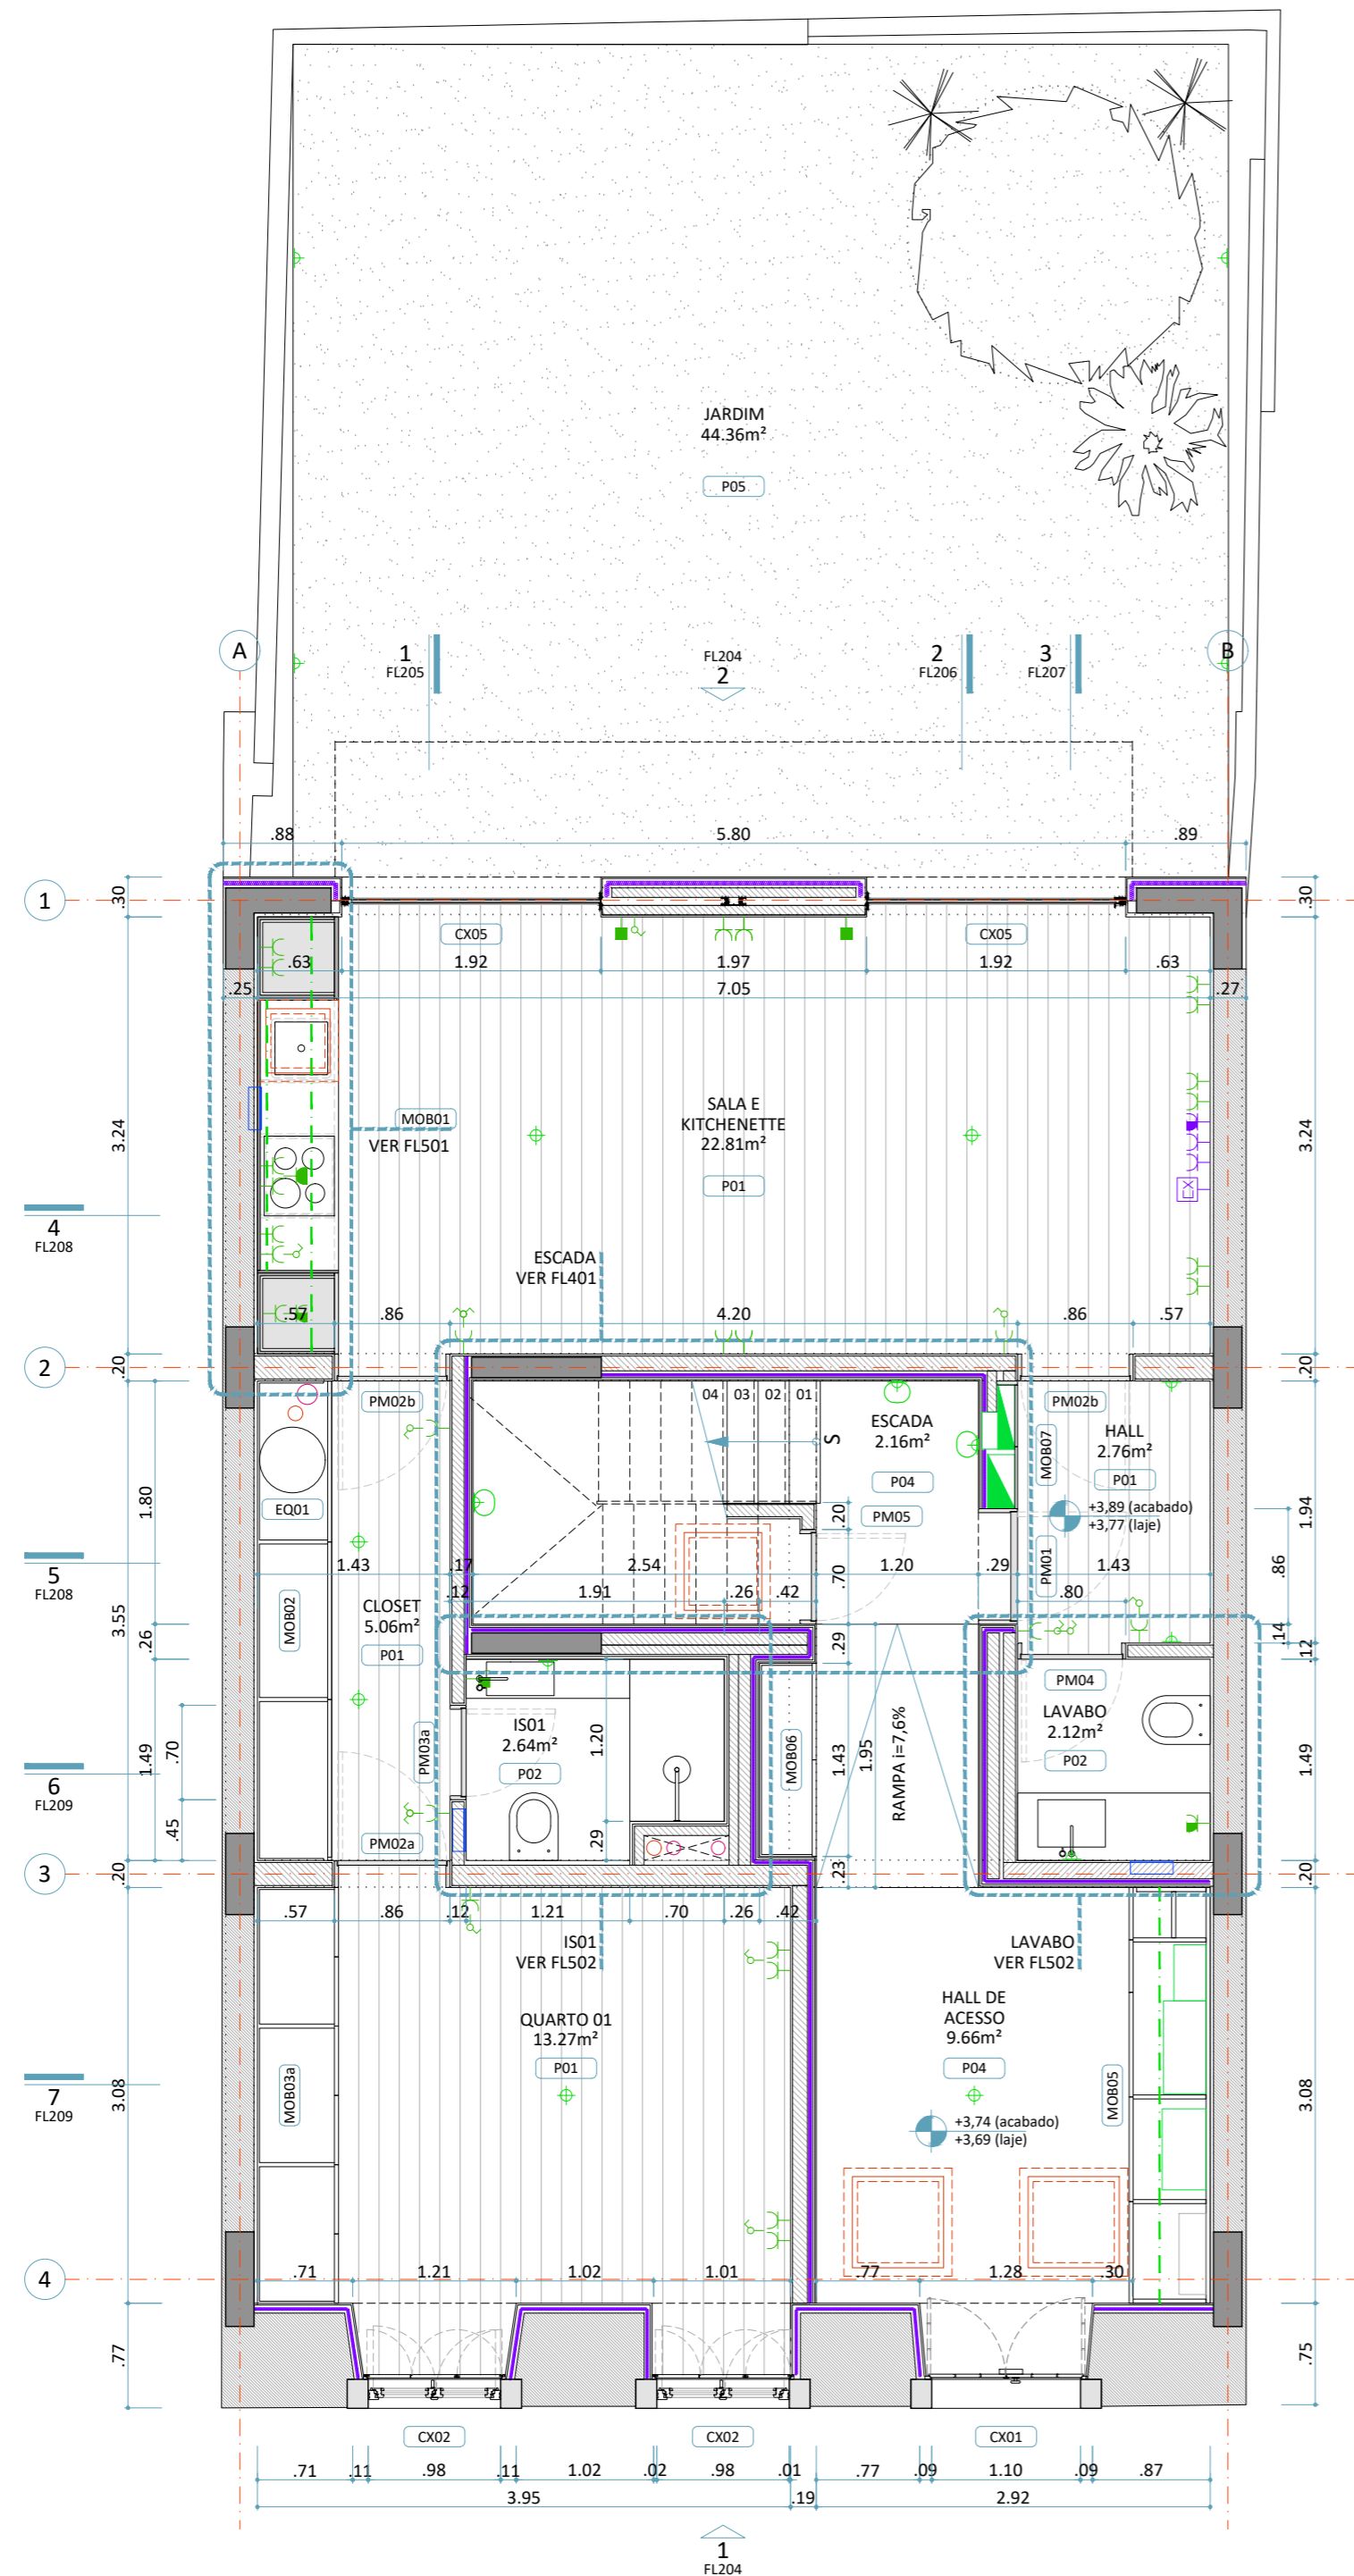 JARDIM
44.36m²
P05
A
1
FL205
FL204
2
2
FL206
3
FL207
B
.88
5.80
.89
1
.30
.30
CX05
CX05
.63
1.92
1.97
1.92
.63
.25
7.05
.27
SALA E
KITCHENETTE
22.81m²
P01
MOB01
VER FL501
3.24
3.24
CX
4
FL208
ESCADA
VER FL401
.57
.86
4.20
.86
.57
2
.20
.20
PM02b
04
03
02
01
S
ESCADA
2.16m²
P04
PM05
MOB07
PM02b
HALL
2.76m²
P01
+3,89 (acabado)
+3,77 (laje)
EQ01
1.80
1.94
.86
.20
.70
5
FL208
1.43
.17
2.54
1.20
.29
PM01
1.43
.12
1.91
.26
.42
.80
MOB02
CLOSET
5.06m²
P01
3.55
.26
.29
.14
.12
PM04
LAVABO
2.12m²
P02
IS01
2.64m²
P02
1.20
PM03a
MOB06
1.43
1.95
RAMPA i=7,6%
1.49
.70
1.49
6
FL209
.45
PM02a
.29
.23
3
.20
.20
.57
.86
.12
1.21
.70
.26
.42
IS01
VER FL502
LAVABO
VER FL502
QUARTO 01
13.27m²
P01
HALL DE
ACESSO
9.66m²
P04
MOB03a
MOB05
7
FL209
3.08
3.08
+3,74 (acabado)
+3,69 (laje)
4
.71
1.21
1.02
1.01
.77
1.28
.30
.77
.75
CX02
CX02
CX01
.71
.11
.98
.11
1.02
.02
.98
.01
.77
.09
1.10
.09
.87
3.95
.19
2.92
1
FL204